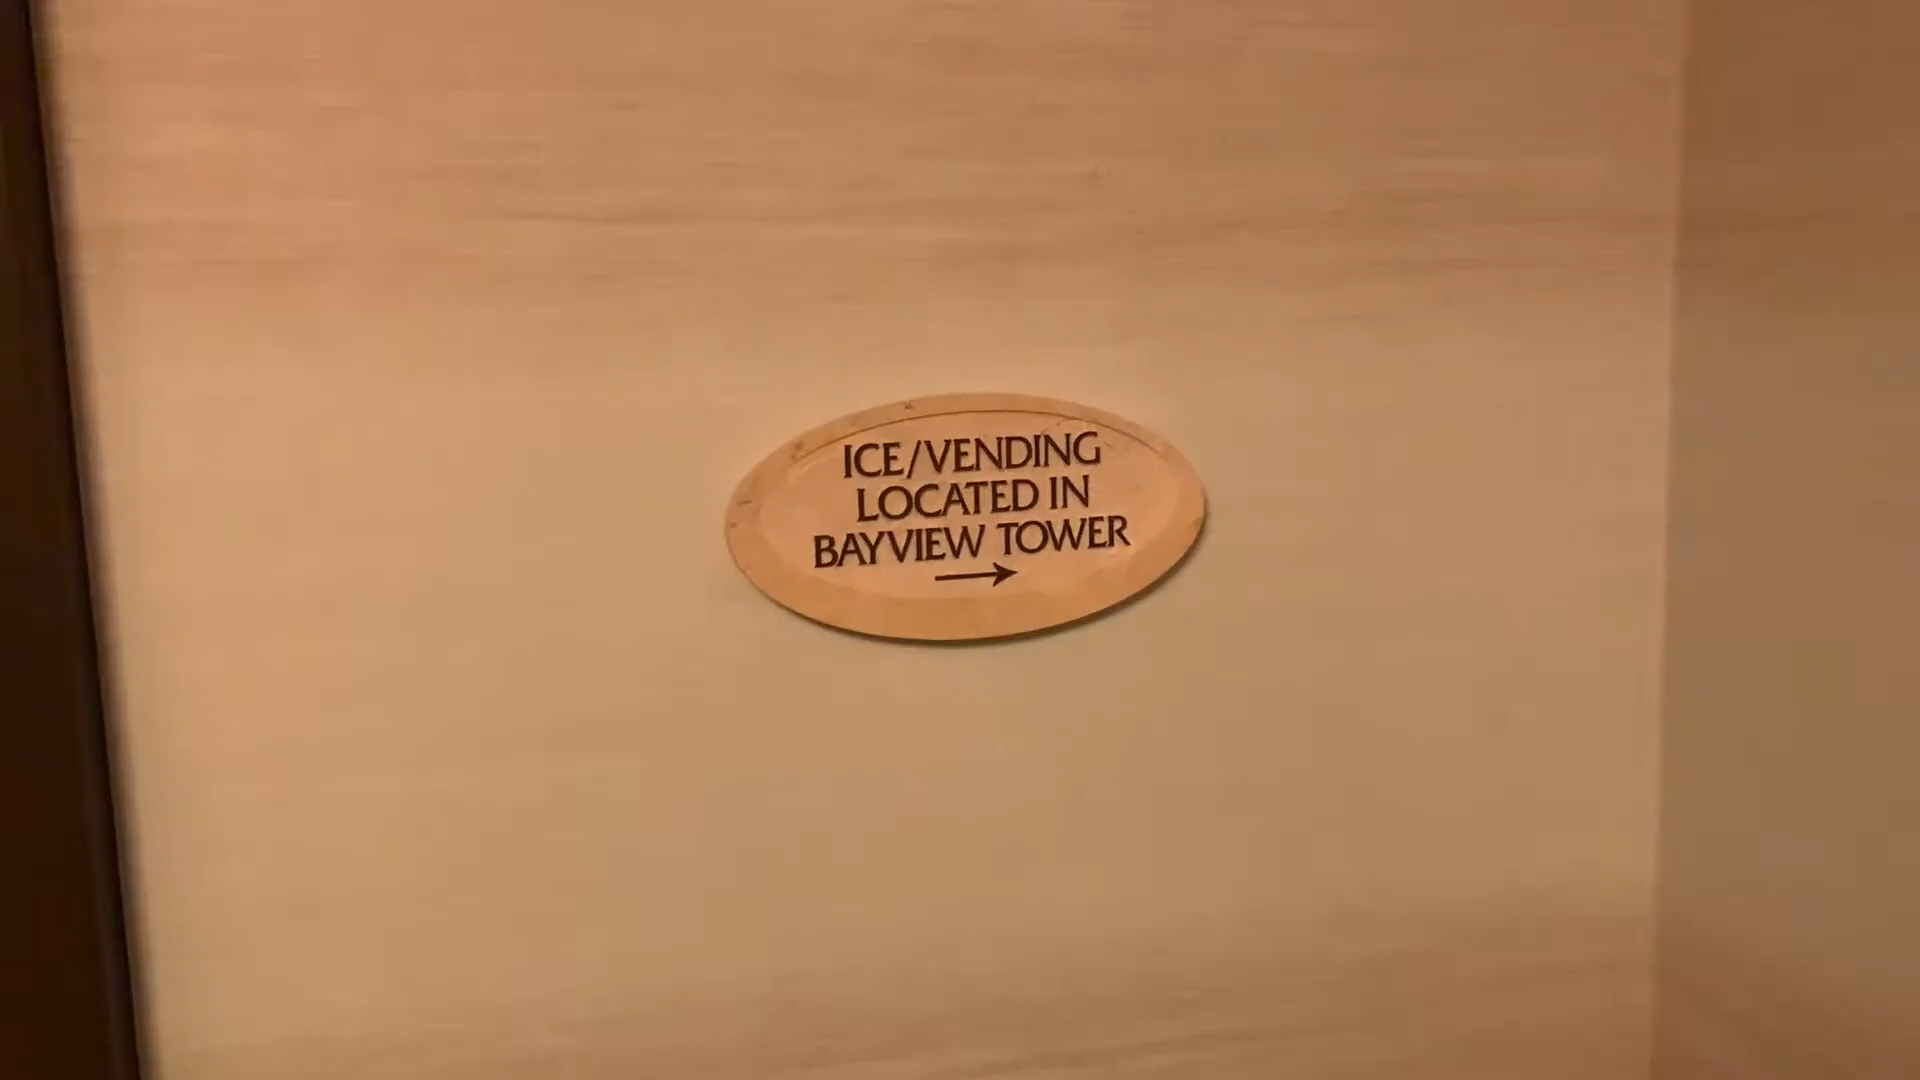 ICE/VENDING
LOCATED IN
BAYVIEW TOWER
→